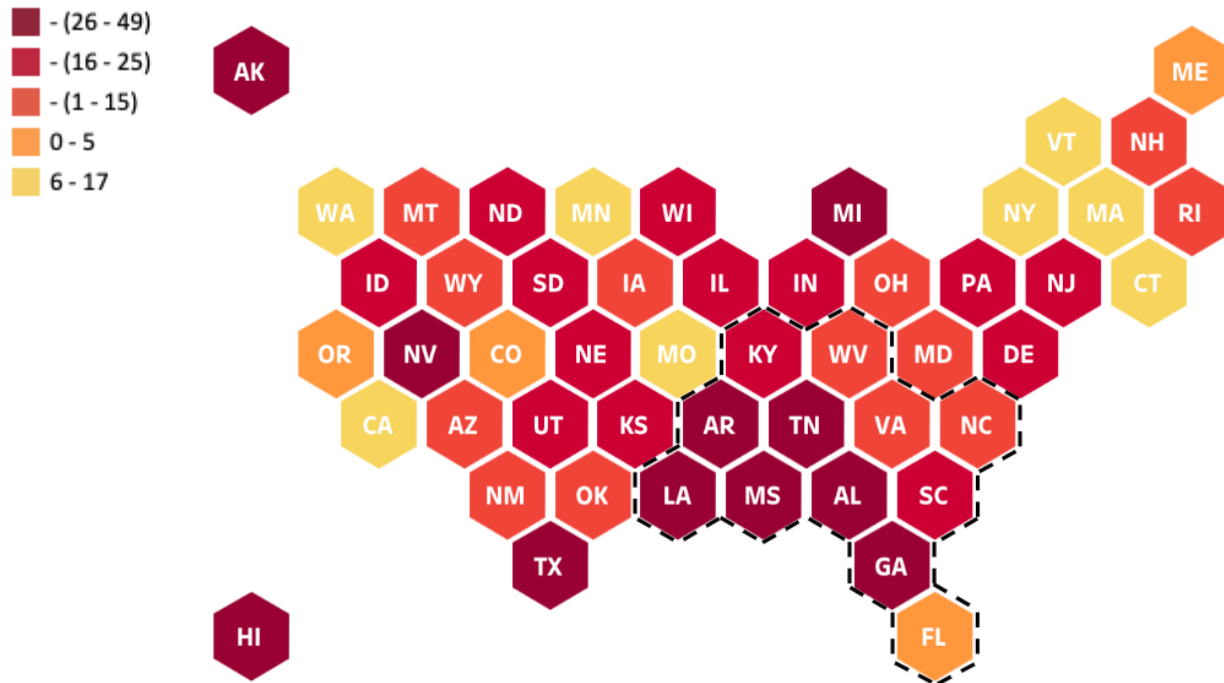 - (26 - 49)
- (16 - 25)
- (1 - 15)
0 - 5
6 - 17
AK
ME
VT NH
WA MT ND MN WI MI NY MA RI
ID WY SD IA IL IN OH PA NJ CT
OR NV CO NE MO KY WV MD DE
CA AZ UT KS AR TN VA NC
NM OK LA MS AL SC
TX GA
HI FL